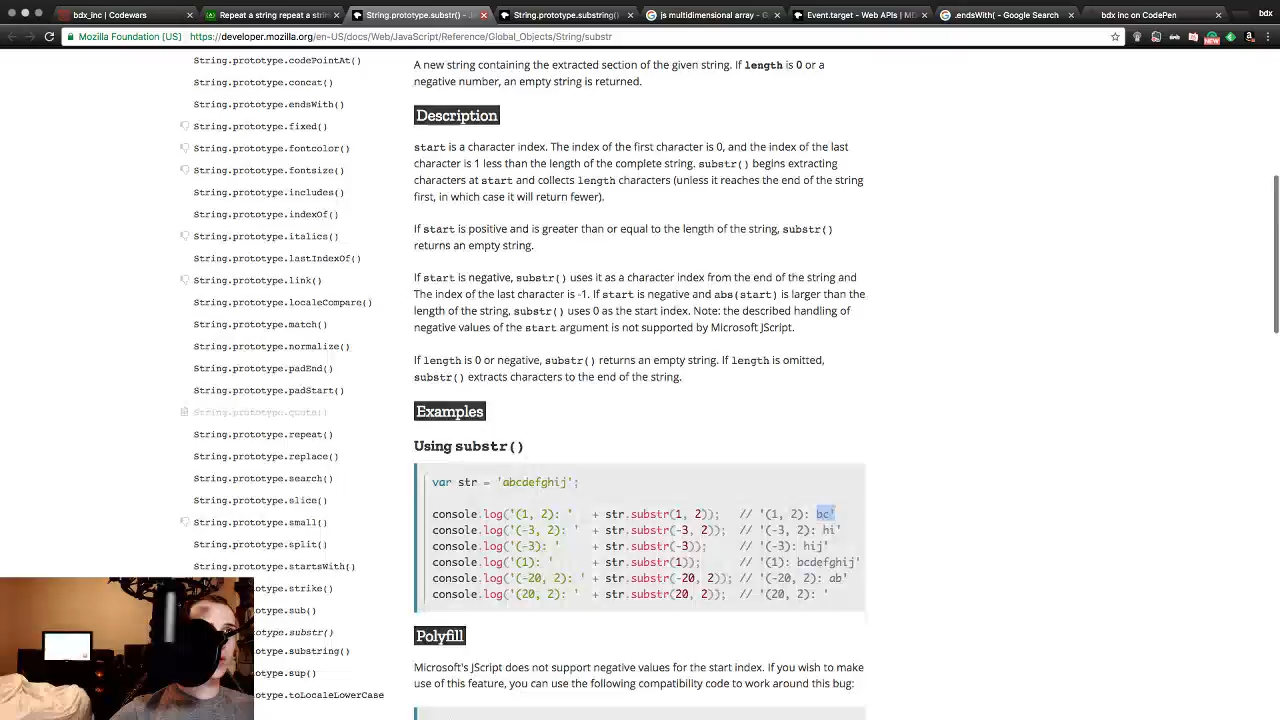 bdx_inc | Codewars
Repeat a string repeat a string
String.prototype.substr() - J
String.prototype.substring()
js multidimensional array - G
Event.target - Web APIs | MD
.endsWith( - Google Search
bdx inc on CodePen
bdx
Mozilla Foundation [US]
https://developer.mozilla.org/en-US/docs/Web/JavaScript/Reference/Global_Objects/String/substr
String.prototype.codePointAt()
String.prototype.concat()
String.prototype.endsWith()
String.prototype.fixed()
String.prototype.fontcolor()
String.prototype.fontsize()
String.prototype.includes()
String.prototype.indexOf()
String.prototype.italics()
String.prototype.lastIndexOf()
String.prototype.link()
String.prototype.localeCompare()
String.prototype.match()
String.prototype.normalize()
String.prototype.padEnd()
String.prototype.padStart()
String.prototype.quote()
String.prototype.repeat()
String.prototype.replace()
String.prototype.search()
String.prototype.slice()
String.prototype.small()
String.prototype.split()
String.prototype.startsWith()
otype.strike()
otype.sub()
otype.substr()
otype.substring()
otype.sup()
otype.toLocaleLowerCase
A new string containing the extracted section of the given string. If length is 0 or a
negative number, an empty string is returned.
Description
start is a character index. The index of the first character is 0, and the index of the last
character is 1 less than the length of the complete string. substr() begins extracting
characters at start and collects length characters (unless it reaches the end of the string
first, in which case it will return fewer).
If start is positive and is greater than or equal to the length of the string, substr()
returns an empty string.
If start is negative, substr() uses it as a character index from the end of the string and
The index of the last character is -1. If start is negative and abs(start) is larger than the
length of the string, substr() uses 0 as the start index. Note: the described handling of
negative values of the start argument is not supported by Microsoft JScript.
If length is 0 or negative, substr() returns an empty string. If length is omitted,
substr() extracts characters to the end of the string.
Examples
Using substr()
var str = 'abcdefghij';
console.log('(1, 2): ' + str.substr(1, 2)); // '(1, 2): bc'
console.log('(-3, 2): ' + str.substr(-3, 2)); // '(-3, 2): hi'
console.log('(-3): ' + str.substr(-3)); // '(-3): hij'
console.log('(1): ' + str.substr(1)); // '(1): bcdefghij'
console.log('(-20, 2): ' + str.substr(-20, 2)); // '(-20, 2): ab'
console.log('(20, 2): ' + str.substr(20, 2)); // '(20, 2): '
Polyfill
Microsoft's JScript does not support negative values for the start index. If you wish to make
use of this feature, you can use the following compatibility code to work around this bug: